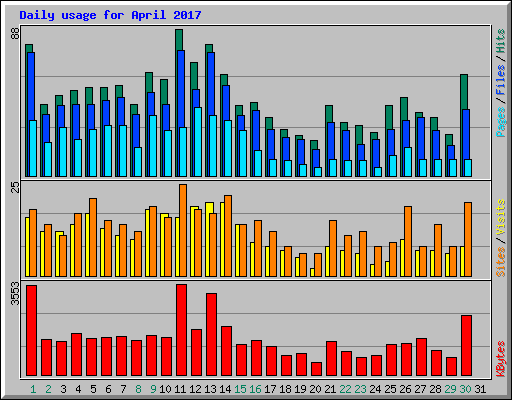 Daily usage for April 2017
88
Pages / Files / Hits
25
Sites / Visits
3553
KBytes
1 2 3 4 5 6 7 8 9 10 11 12 13 14 15 16 17 18 19 20 21 22 23 24 25 26 27 28 29 30 31